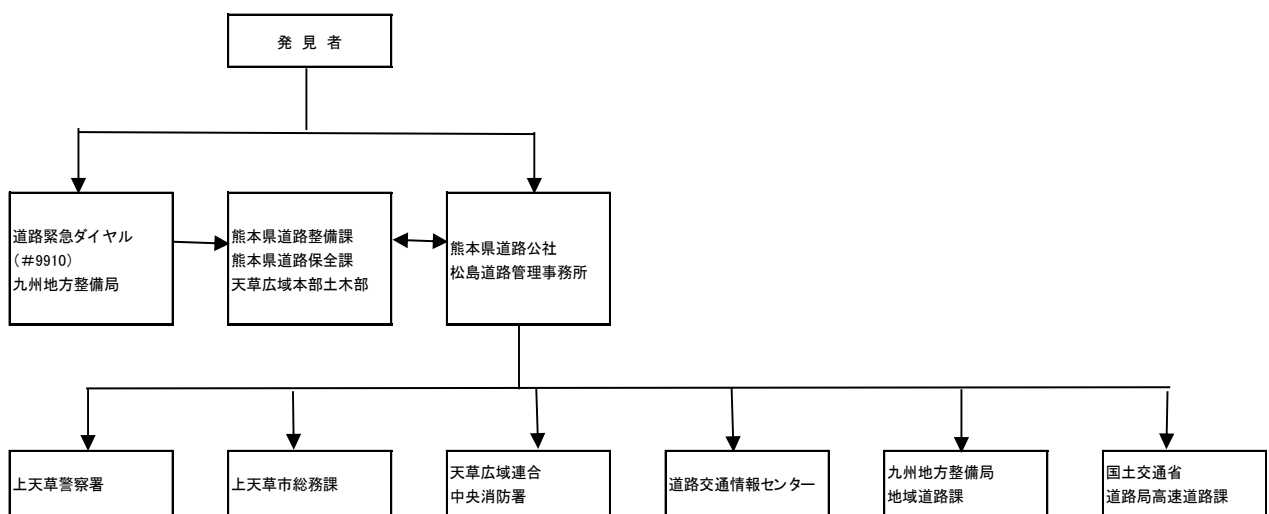 発 見 者
道路緊急ダイヤル
(#9910)
九州地方整備局
熊本県道路整備課
熊本県道路保全課
天草広域本部土木部
熊本県道路公社
松島道路管理事務所
上天草警察署
上天草市総務課
天草広域連合
中央消防署
道路交通情報センター
九州地方整備局
地域道路課
国土交通省
道路局高速道路課